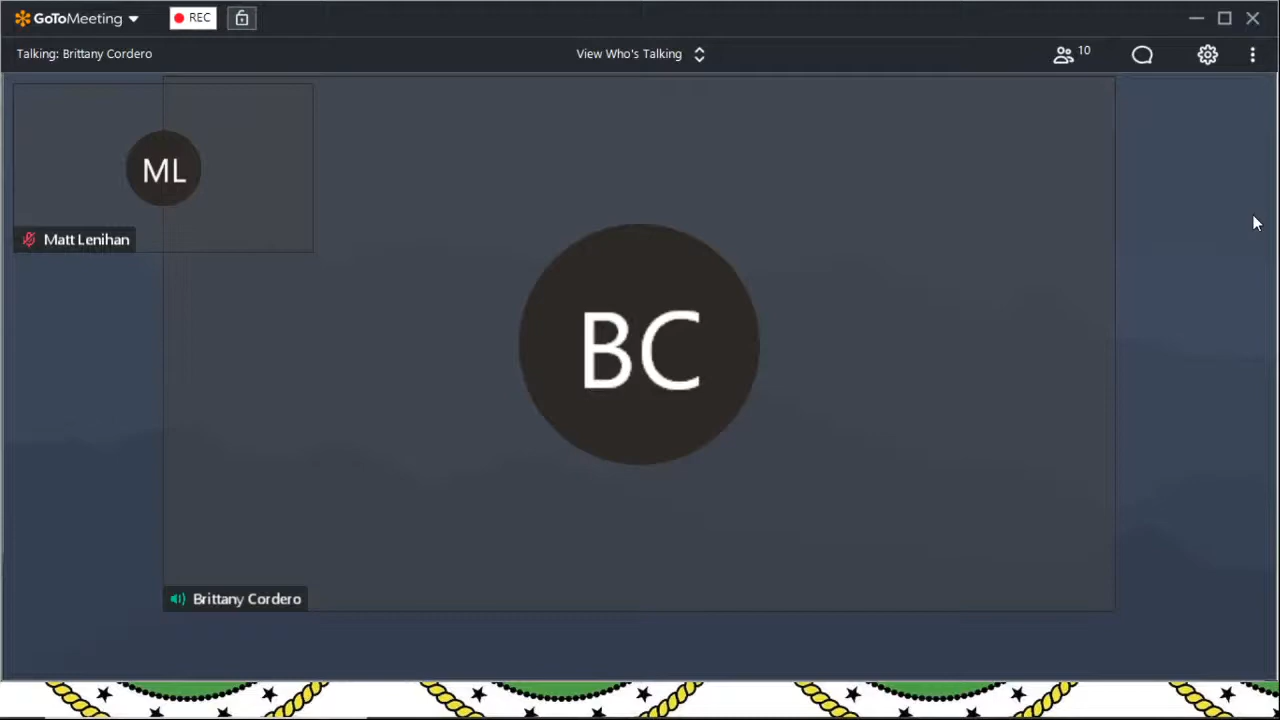 GoToMeeting
REC
Talking: Brittany Cordero
View Who's Talking
10
ML
Matt Lenihan
BC
Brittany Cordero